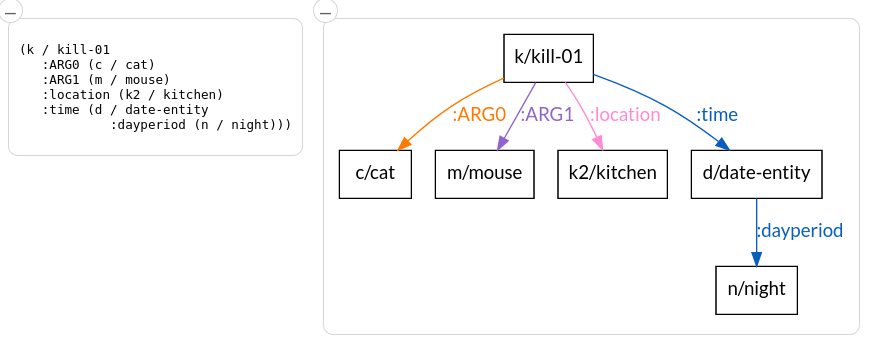 (k / kill-01
   :ARG0 (c / cat)
   :ARG1 (m / mouse)
   :location (k2 / kitchen)
   :time (d / date-entity
            :dayperiod (n / night)))
k/kill-01
:ARG0 :ARG1 :location :time
c/cat m/mouse k2/kitchen d/date-entity
:dayperiod
n/night